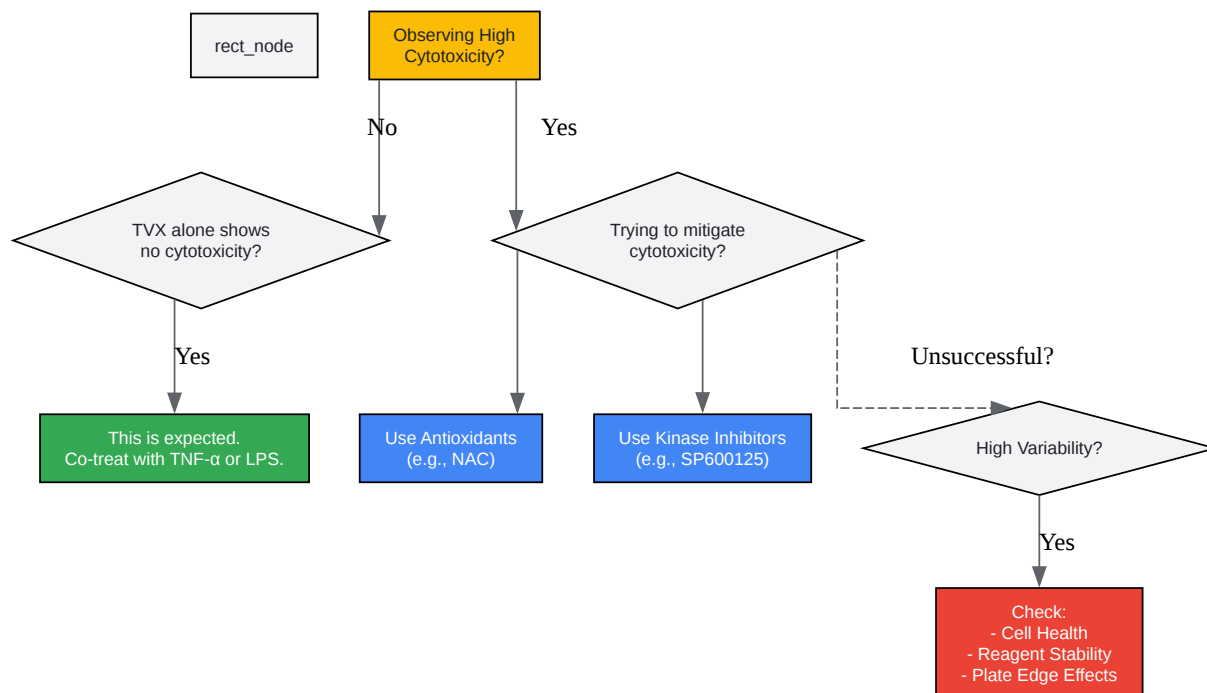 rect_node
Observing High
Cytotoxicity?
No
Yes
TVX alone shows
no cytotoxicity?
Trying to mitigate
cytotoxicity?
Yes
Unsuccessful?
This is expected.
Co-treat with TNF-α or LPS.
Use Antioxidants
(e.g., NAC)
Use Kinase Inhibitors
(e.g., SP600125)
High Variability?
Yes
Check:
- Cell Health
- Reagent Stability
- Plate Edge Effects